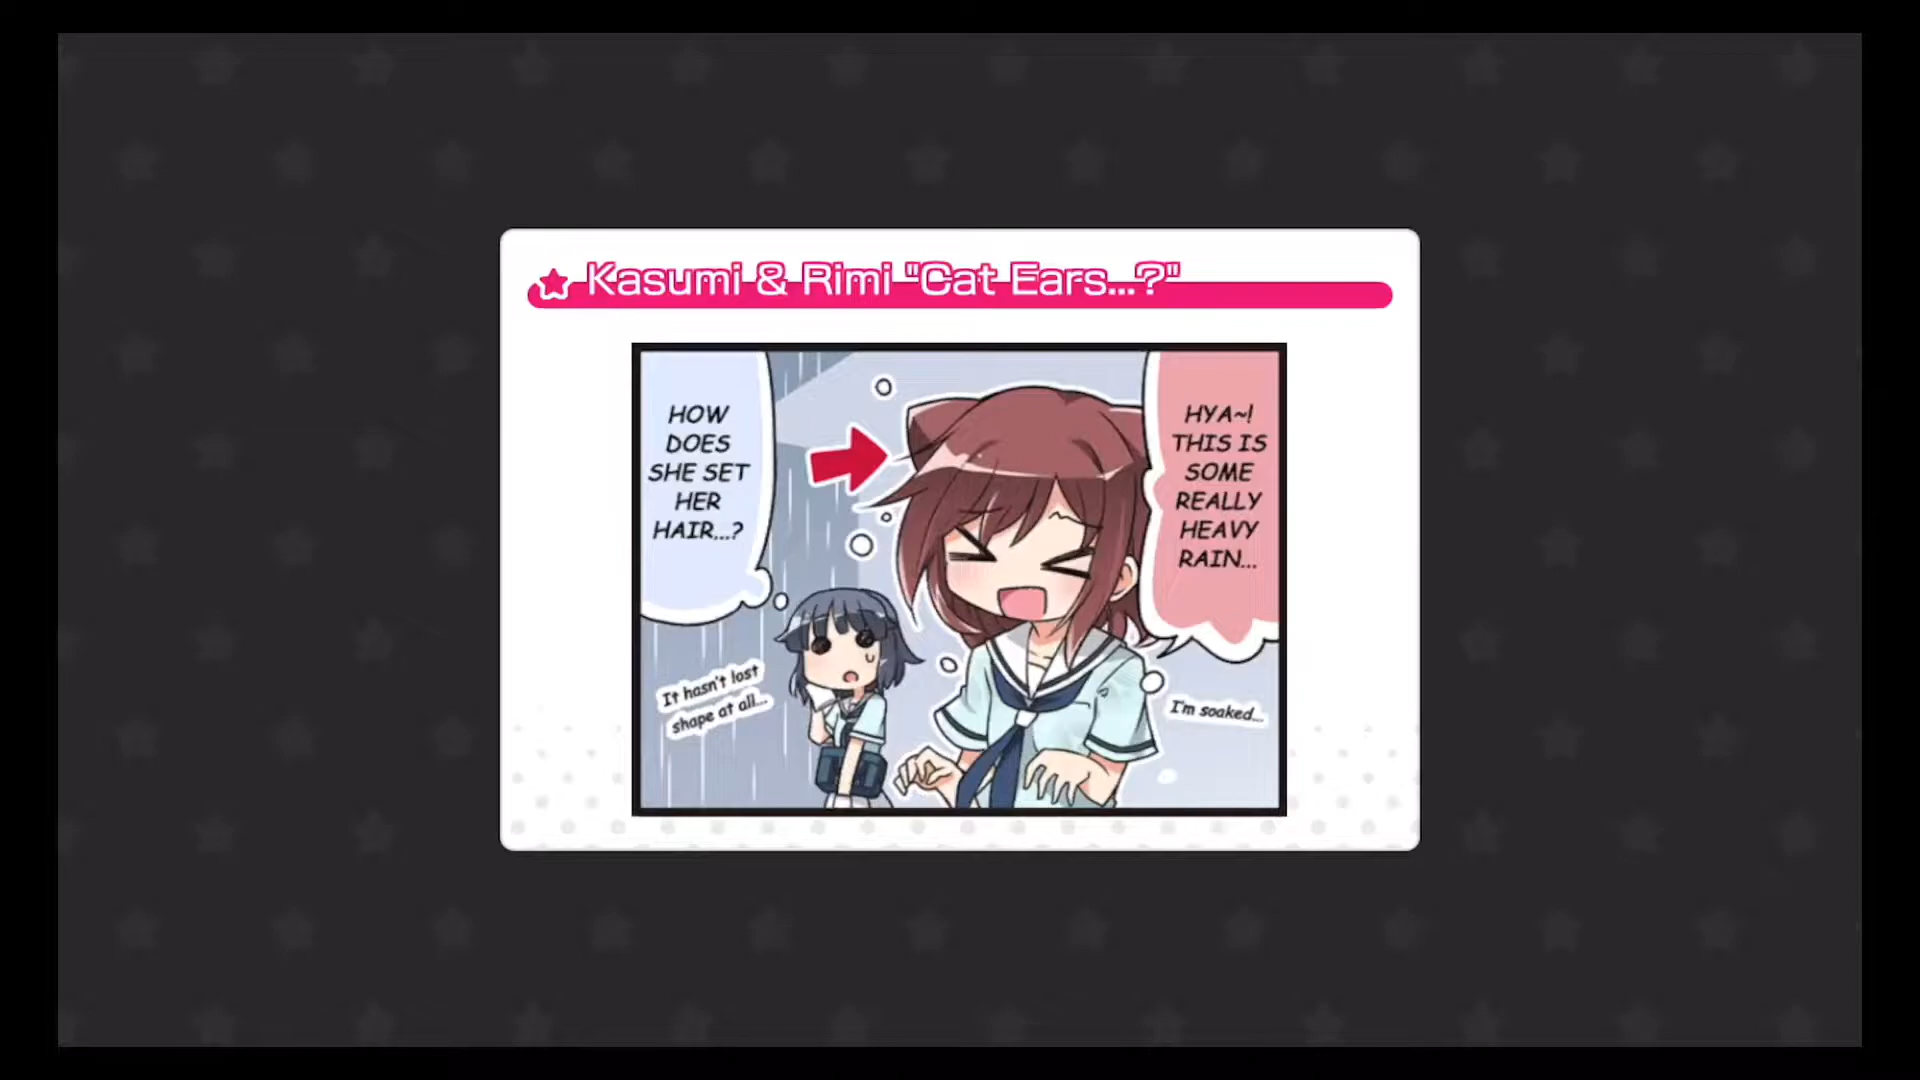 Kasumi & Rimi "Cat Ears...?"
HYA~!
THIS IS
SOME
REALLY
HEAVY
RAIN...
I'm soaked...
HOW
DOES
SHE SET
HER
HAIR...?
It hasn't lost
shape at all...